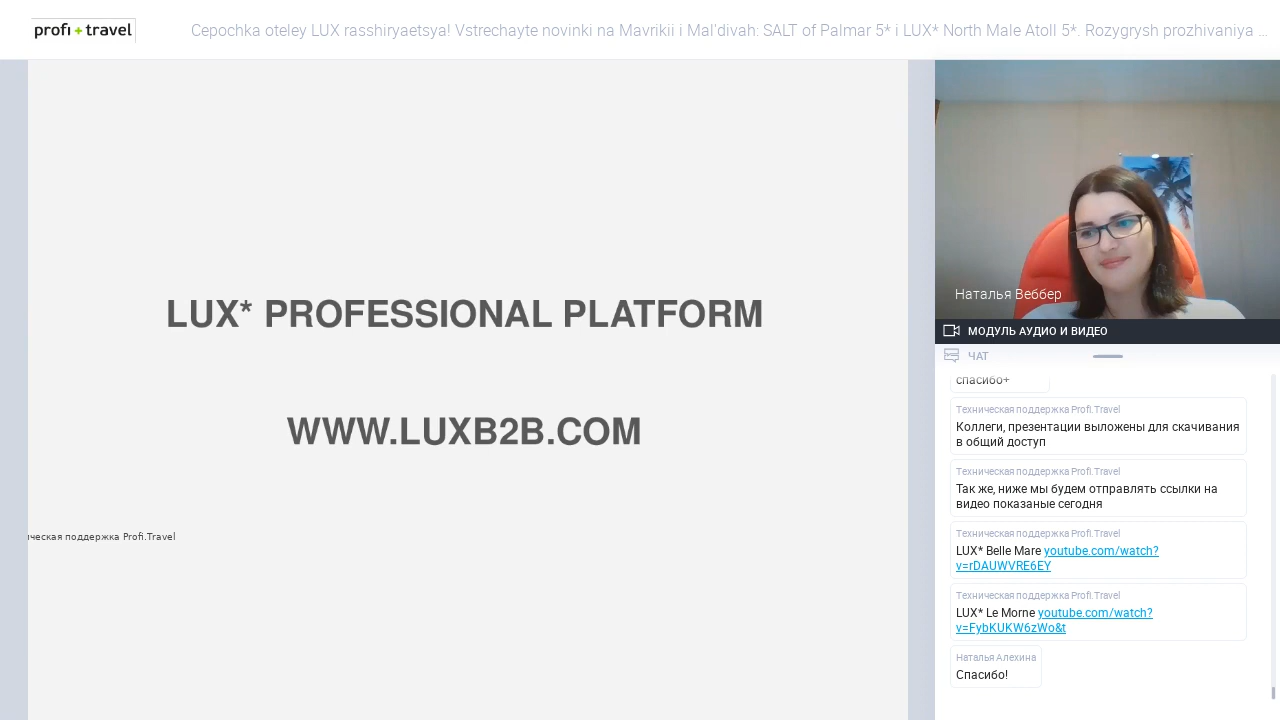 profi + travel
Cepochka oteley LUX rasshiryaetsya! Vstrechayte novinki na Mavrikii i Mal'divah: SALT of Palmar 5* i LUX* North Male Atoll 5*. Rozygrysh prozhivaniya ...
LUX* PROFESSIONAL PLATFORM
WWW.LUXB2B.COM
ическая поддержка Profi.Travel
Наталья Веббер
МОДУЛЬ АУДИО И ВИДЕО
ЧАТ
спасибо+
Техническая поддержка Profi.Travel
Коллеги, презентации выложены для скачивания
в общий доступ
Техническая поддержка Profi.Travel
Так же, ниже мы будем отправлять ссылки на
видео показаные сегодня
Техническая поддержка Profi.Travel
LUX* Belle Mare youtube.com/watch?
v=rDAUWVRE6EY
Техническая поддержка Profi.Travel
LUX* Le Morne youtube.com/watch?
v=FybKUKW6zWo&t
Наталья Алехина
Спасибо!